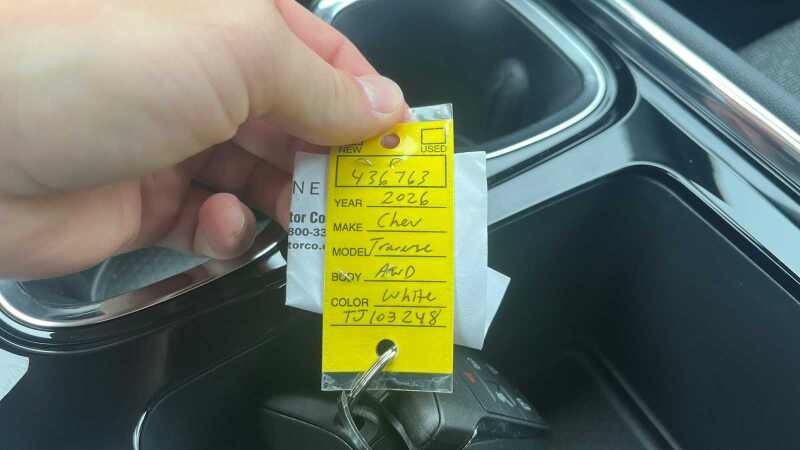 NEW USED
436763
YEAR 2026
MAKE Chev
MODEL Traverse
BODY AWD
COLOR White
TJ103248
NE
tor Co
800-33
torco.